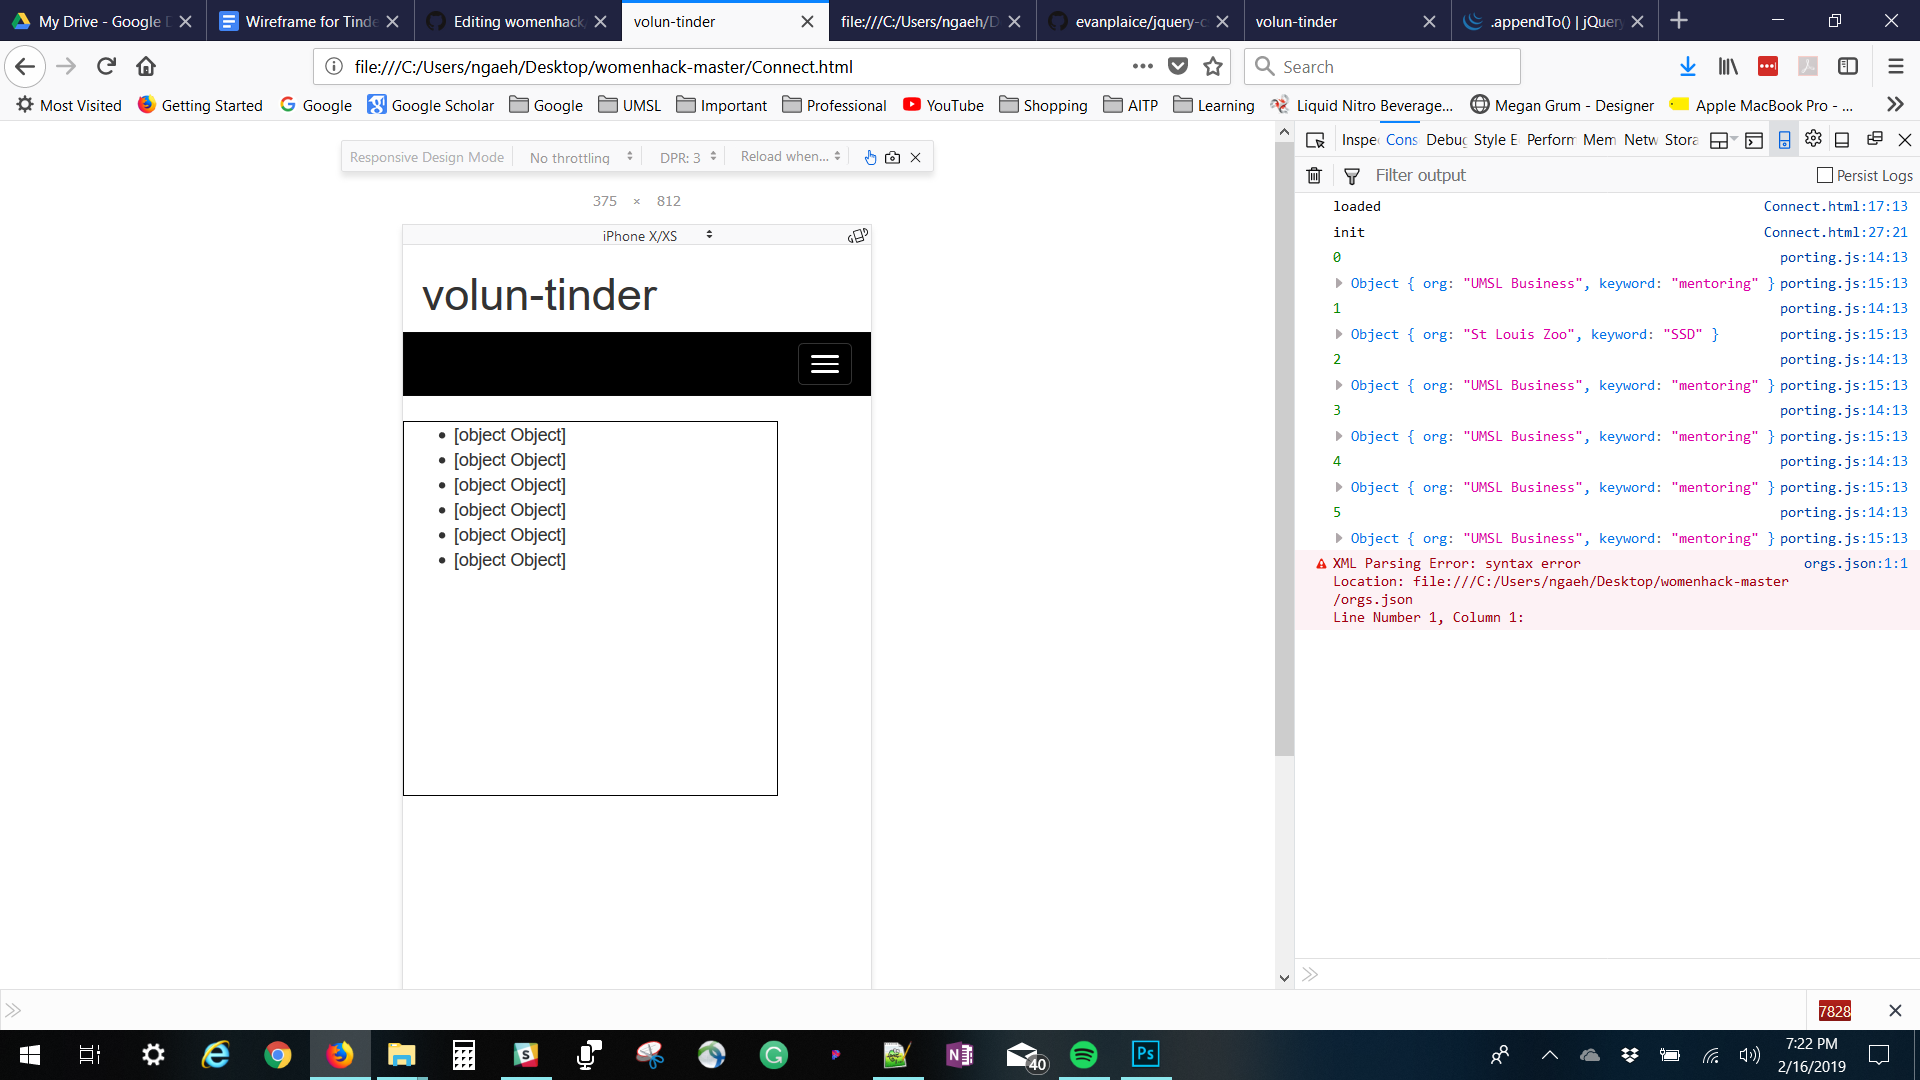 My Drive - Google D
Wireframe for Tinde
Editing womenhack
volun-tinder
file:///C:/Users/ngaeh/D
evanplaice/jquery-c
volun-tinder
.appendTo() | jQuery
file:///C:/Users/ngaeh/Desktop/womenhack-master/Connect.html
Search
Most Visited Getting Started Google Google Scholar Google UMSL Important Professional YouTube Shopping AITP Learning Liquid Nitro Beverage... Megan Grum - Designer Apple MacBook Pro - ...
Responsive Design Mode No throttling DPR: 3 Reload when...
375 × 812
iPhone X/XS
volun-tinder
• [object Object]
• [object Object]
• [object Object]
• [object Object]
• [object Object]
• [object Object]
Inspe Cons Debug Style E Perform Mem Netw Stora
Filter output Persist Logs
loaded Connect.html:17:13
init Connect.html:27:21
0 porting.js:14:13
Object { org: "UMSL Business", keyword: "mentoring" } porting.js:15:13
1 porting.js:14:13
Object { org: "St Louis Zoo", keyword: "SSD" } porting.js:15:13
2 porting.js:14:13
Object { org: "UMSL Business", keyword: "mentoring" } porting.js:15:13
3 porting.js:14:13
Object { org: "UMSL Business", keyword: "mentoring" } porting.js:15:13
4 porting.js:14:13
Object { org: "UMSL Business", keyword: "mentoring" } porting.js:15:13
5 porting.js:14:13
Object { org: "UMSL Business", keyword: "mentoring" } porting.js:15:13
XML Parsing Error: syntax error orgs.json:1:1
Location: file:///C:/Users/ngaeh/Desktop/womenhack-master
/orgs.json
Line Number 1, Column 1:
7828
40
7:22 PM
2/16/2019